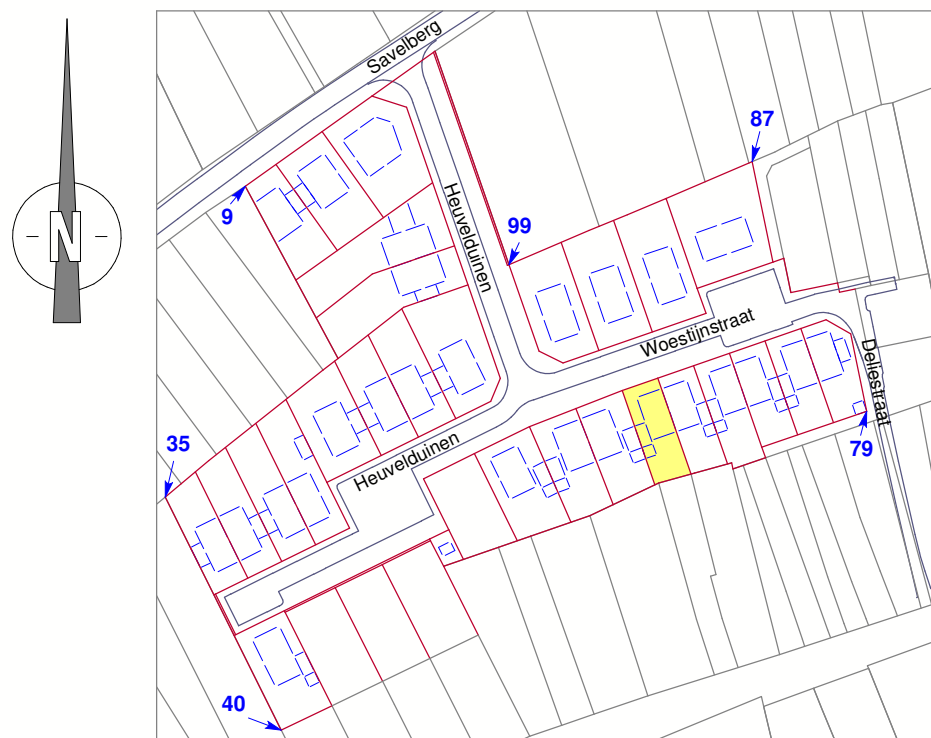 Savelberg
87
9
Heuvelduinen
99
N
Woestijnstraat
Deliestraat
35
Heuvelduinen
79
40